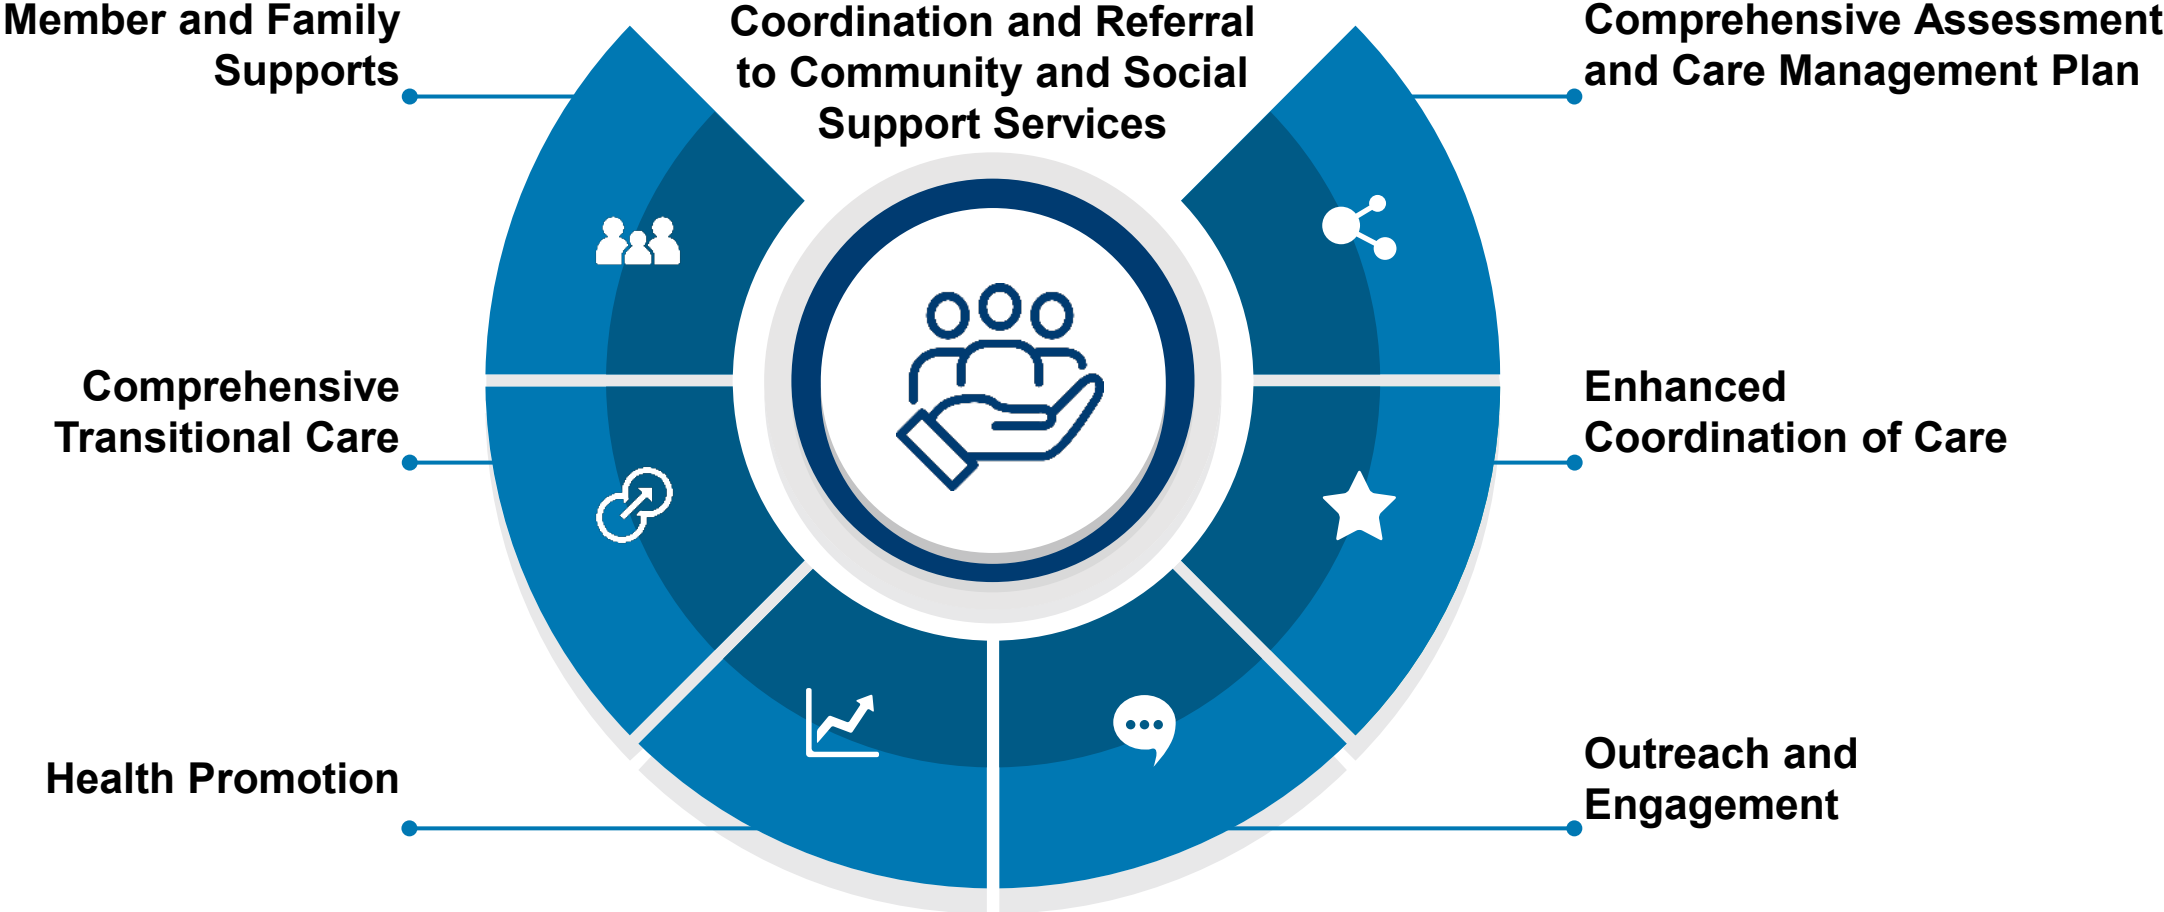 Member and Family
Supports
Coordination and Referral
to Community and Social
Support Services
Comprehensive Assessment
and Care Management Plan
Comprehensive
Transitional Care
Enhanced
Coordination of Care
Health Promotion
Outreach and
Engagement